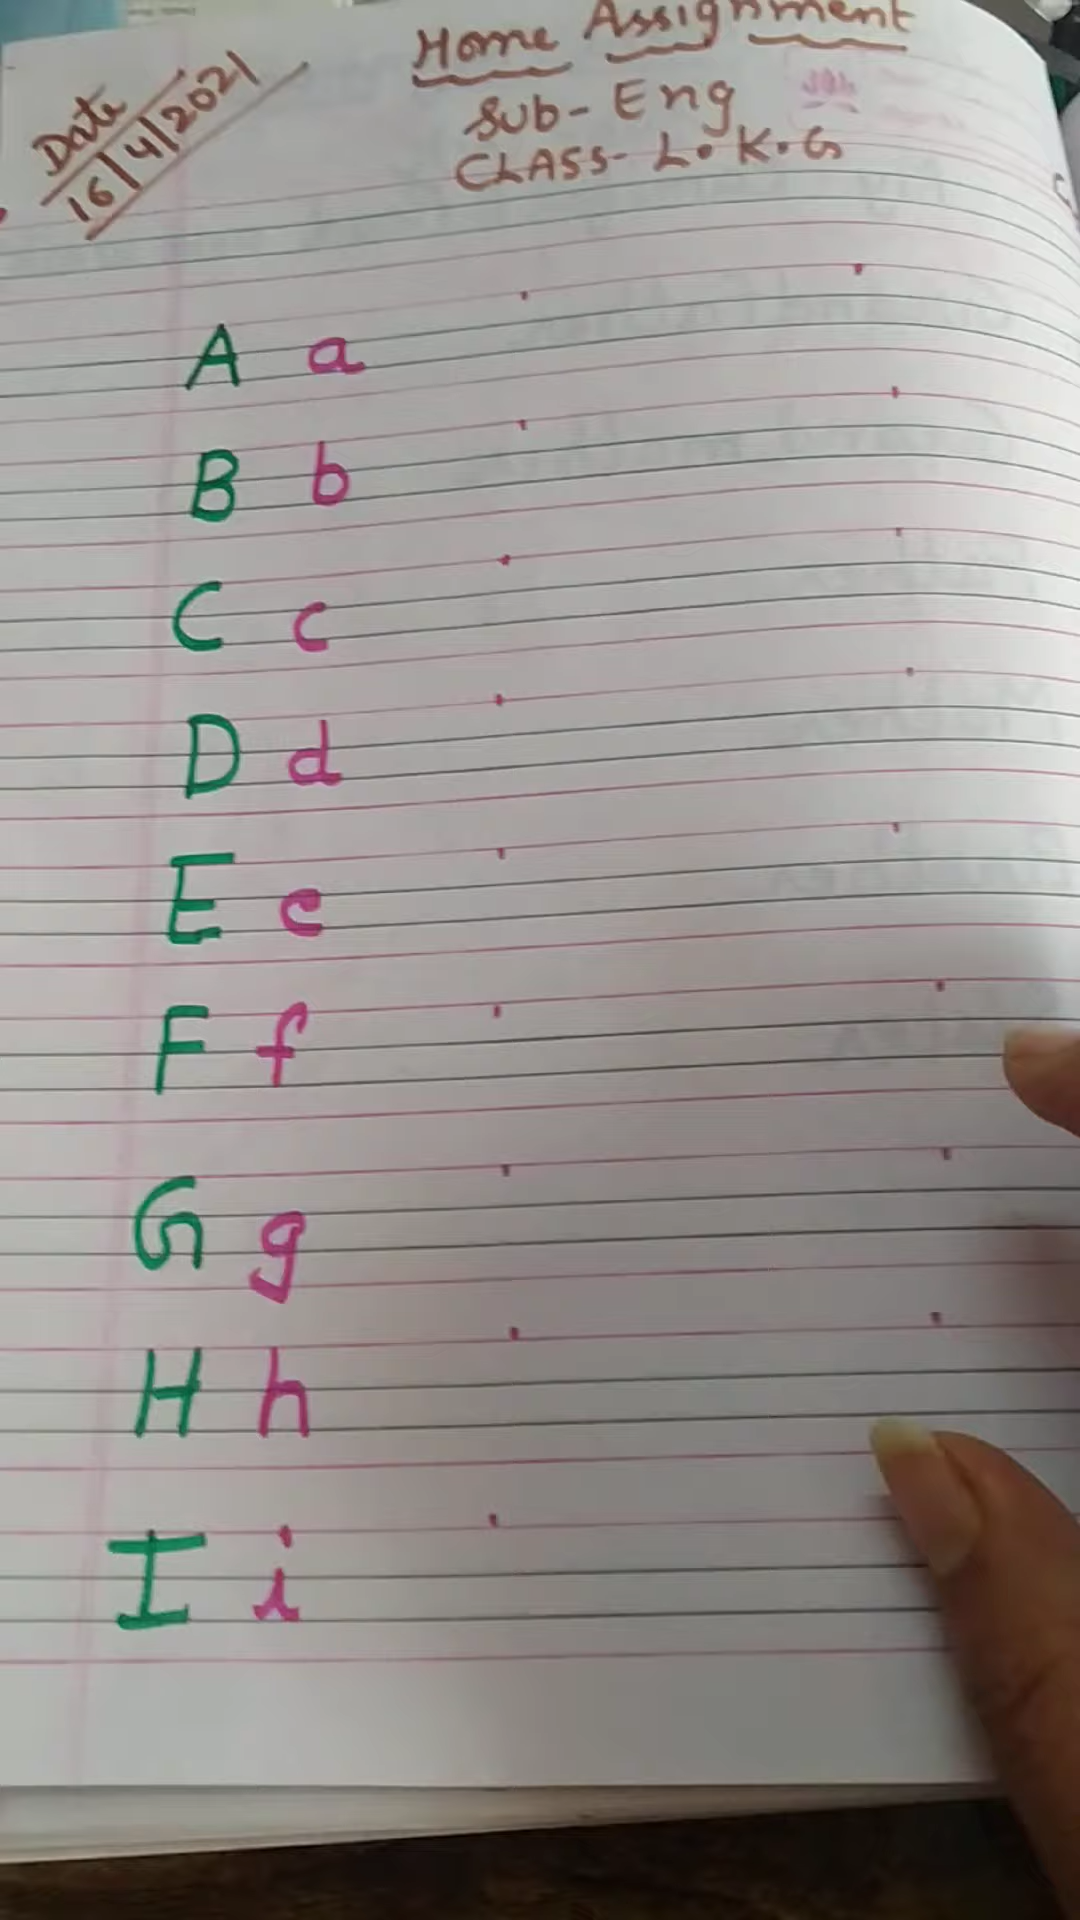 Home Assignment
Date
16/4/2021
Sub- Eng
CLASS- L.K.G
A a
B b
C c
D d
E e
F f
G g
H h
I i